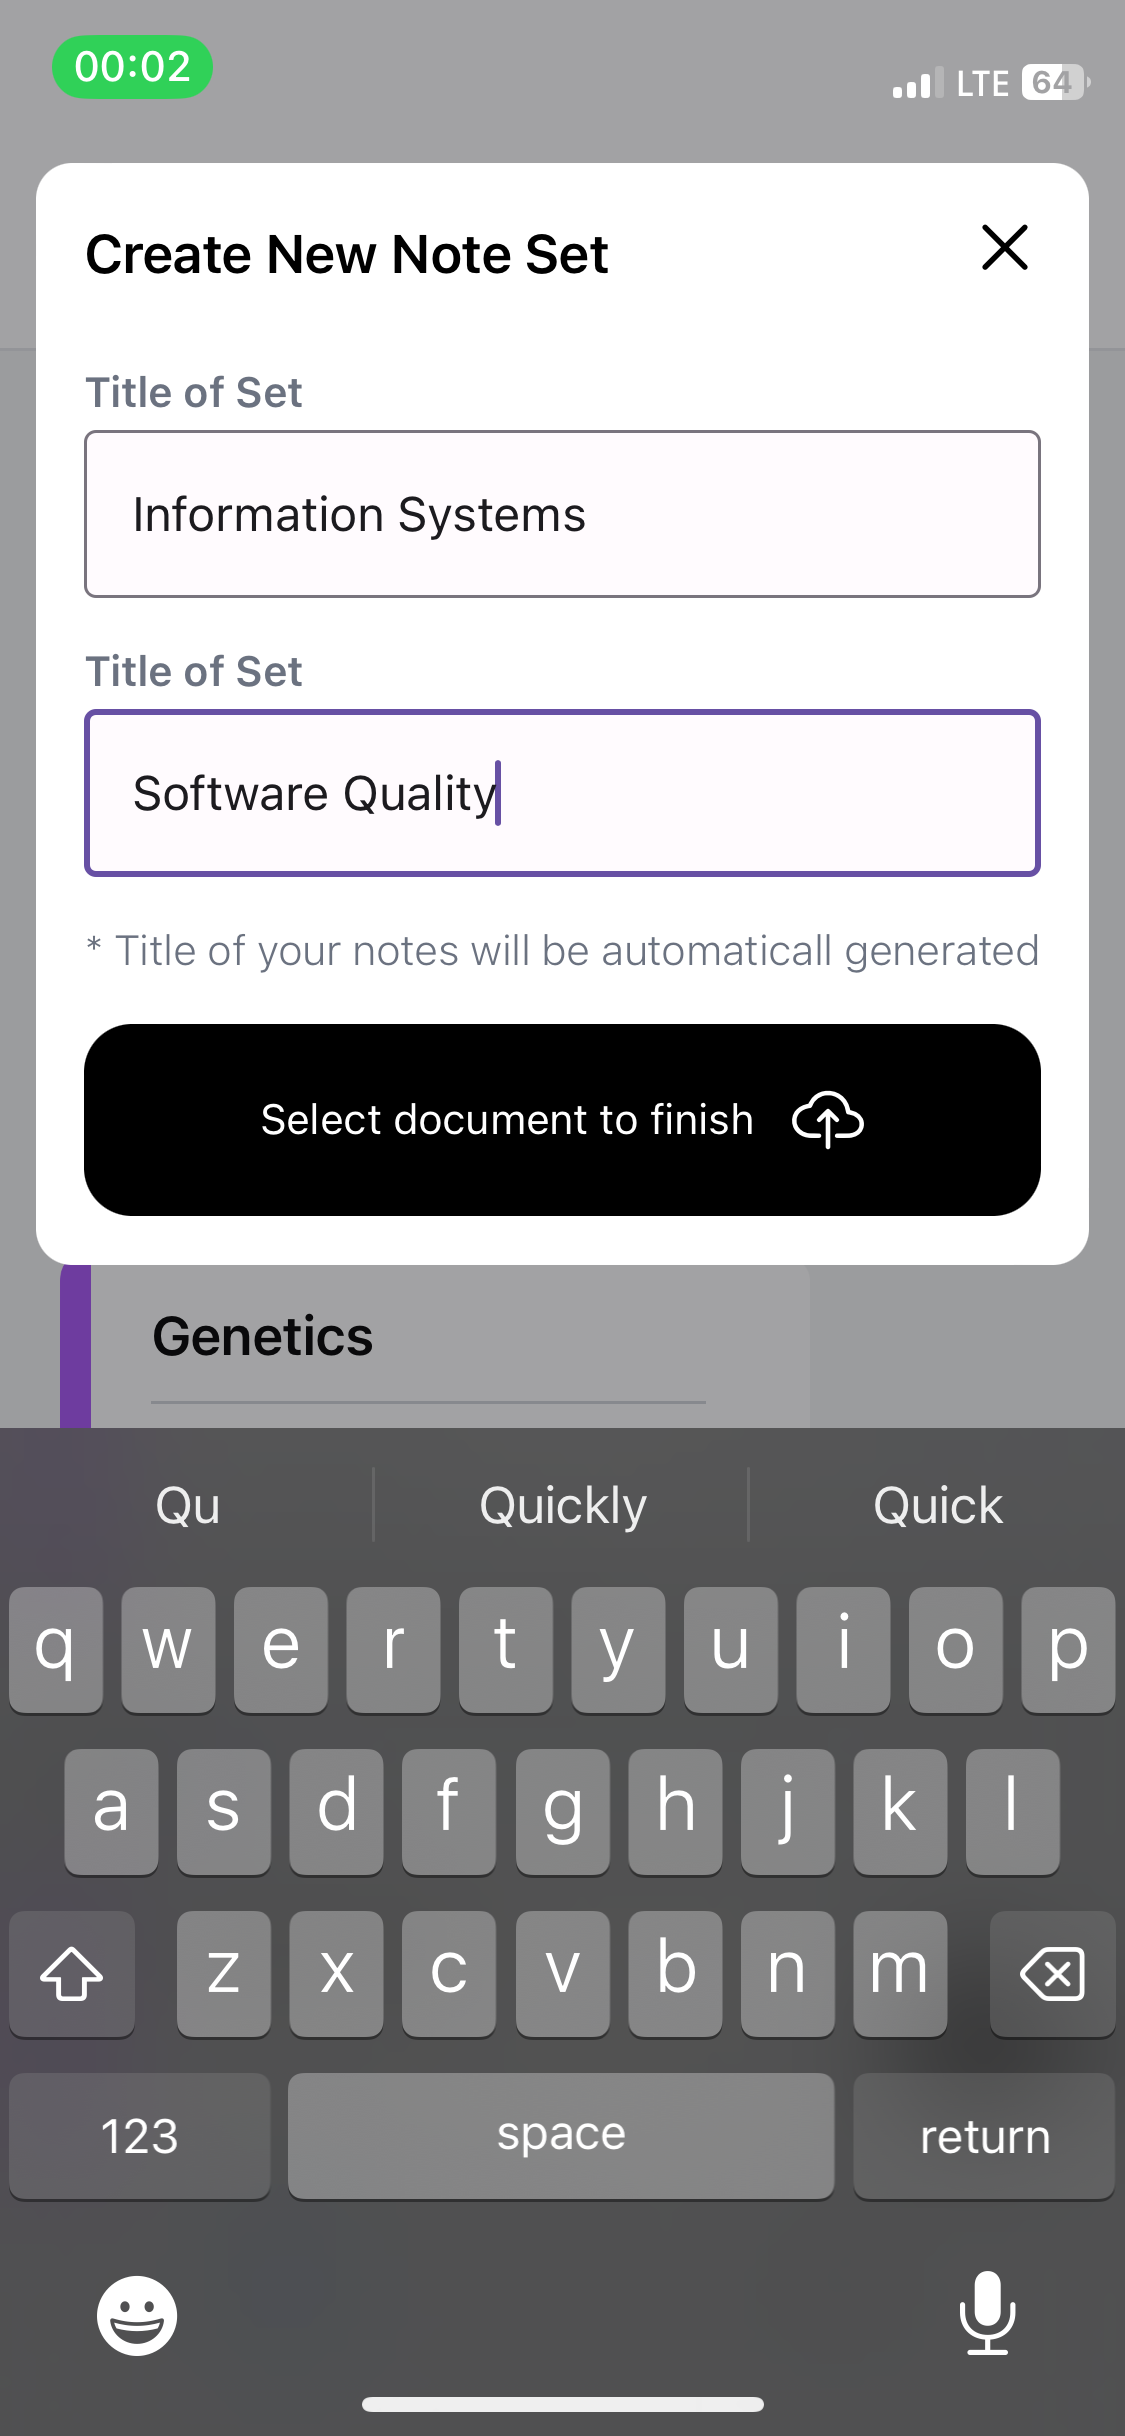 00:02
LTE 64
Create New Note Set
Title of Set
Information Systems
Title of Set
Software Quality
* Title of your notes will be automaticall generated
Select document to finish
Genetics
Qu Quickly Quick
q w e r t y u i o p
a s d f g h j k l
z x c v b n m
123 space return